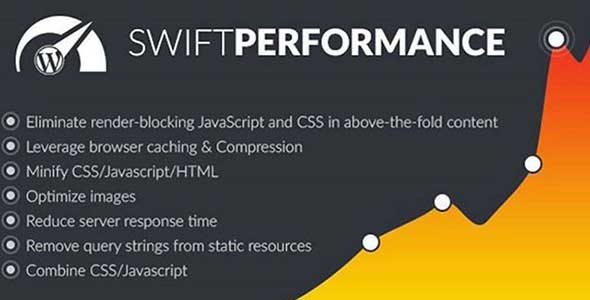 SWIFTPERFORMANCE
Eliminate render-blocking JavaScript and CSS in above-the-fold content
Leverage browser caching & Compression
Minify CSS/Javascript/HTML
Optimize images
Reduce server response time
Remove query strings from static resources
Combine CSS/Javascript